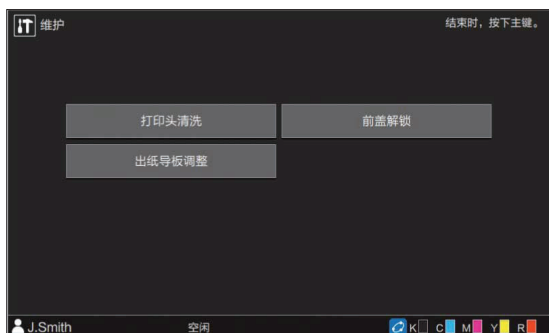 维护
结束时，按下主键。
打印头清洗
前盖解锁
出纸导板调整
J.Smith
空闲
K C M Y R